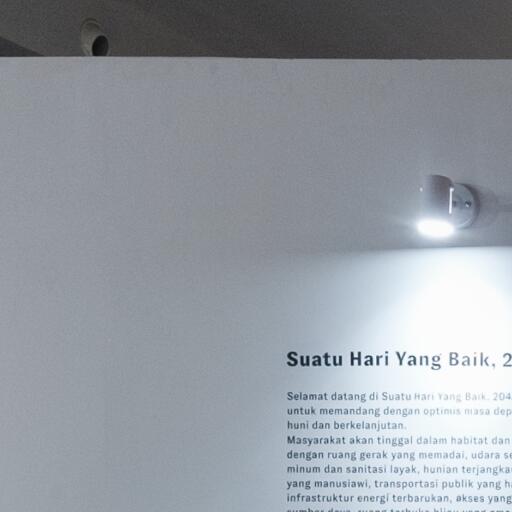 Suatu Hari Yang Baik, 2
Selamat datang di Suatu Hari Yang Baik, 204
untuk memandang dengan optimis masa dep
huni dan berkelanjutan.
Masyarakat akan tinggal dalam habitat dan
dengan ruang gerak yang memadai, udara se
minum dan sanitasi layak, hunian terjangka
yang manusiawi, transportasi publik yang ha
infrastruktur energi terbarukan, akses yang